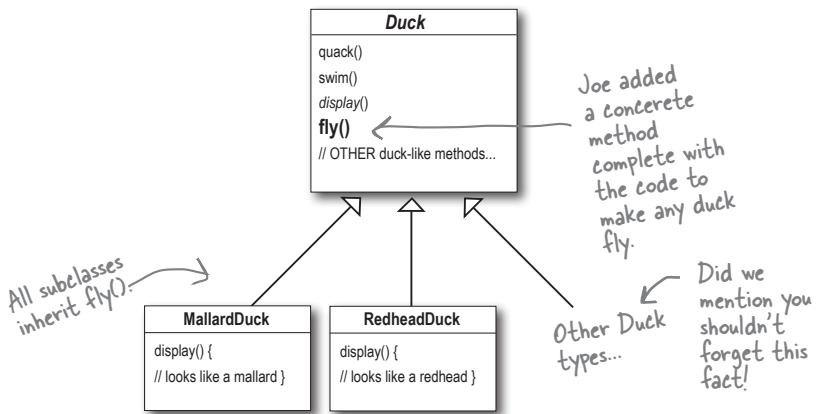 Duck
quack()
swim()
display()
fly()
// OTHER duck-like methods...
Joe added
a concerete
method
complete with
the code to
make any duck
fly.
All subclasses
inherit fly().
MallardDuck
display() {
// looks like a mallard }
RedheadDuck
display() {
// looks like a redhead }
Other Duck
types...
Did we
mention you
shouldn't
forget this
fact!